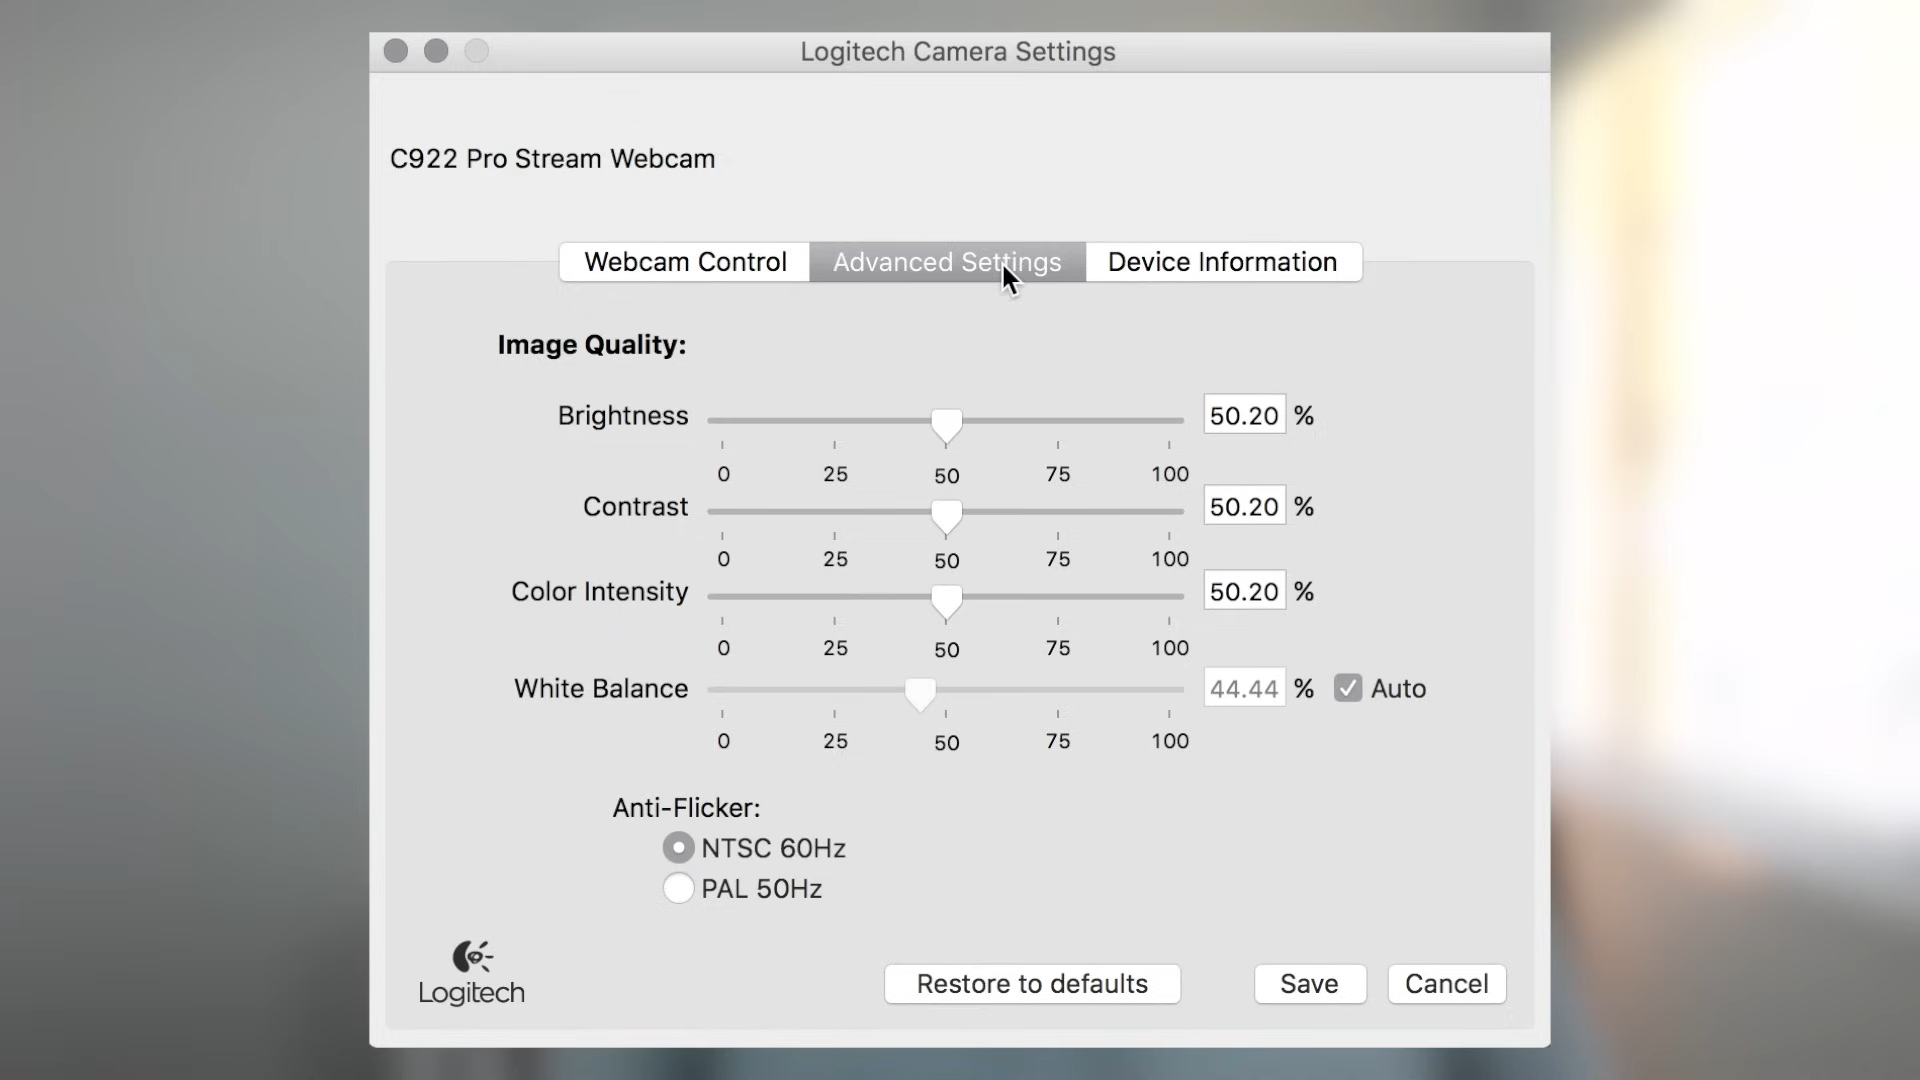 Logitech Camera Settings
C922 Pro Stream Webcam
Webcam Control Advanced Settings Device Information
Image Quality:
Brightness 50.20 %
0 25 50 75 100
Contrast 50.20 %
0 25 50 75 100
Color Intensity 50.20 %
0 25 50 75 100
White Balance 44.44 % Auto
0 25 50 75 100
Anti-Flicker:
NTSC 60Hz
PAL 50Hz
Logitech
Restore to defaults Save Cancel